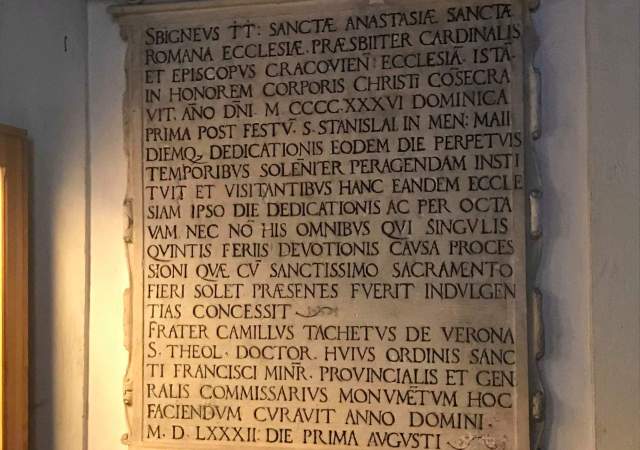 SBIGNEVS T̄T̄: SANCTÆ ANASTASIÆ SANCTÆ
ROMANA ECCLESIÆ. PRÆSBIITER CARDINALIS
ET EPISCOPVS CRACOVIEN̄ ECCLESIĀ. ISTĀ.
IN HONOREM CORPORIS CHRISTI CŌSECRA
VIT. AÑO DÑI. M CCCC.XXXVI DOMINICA
PRIMA POST FESTV̄. S. STANISLAI. IN MEN: MAII
DIEMQ, DEDICATIONIS EODEM DIE PERPETVIS
TEMPORIBVS SOLEN̄ITER PERAGENDAM INSTI
TVIT ET VISITANTIBVS HANC EANDEM ECCLE
SIAM IPSO DIE DEDICATIONIS AC PER OCTA
VAM NEC NŌ HIS OMNIBVS QVI SINGVLIS
QVINTIS FERIIS DEVOTIONIS CAVSA PROCES
SIONI QVÆ CV̄ SANCTISSIMO SACRAMENTO
FIERI SOLET PRÆSENTES FVERIT INDVLGEN
TIAS CONCESSIT
FRATER CAMILLVS TACHETVS DE VERONA
S. THEOL. DOCTOR. HVIVS ORDINIS SANC
TI FRANCISCI MINR̄. PROVINCIALIS ET GEN̄
RALIS COMMISSARIVS MONVMĒTVM HOC
FACIENDVM CVRAVIT ANNO DOMINI.
M. D. LXXXII: DIE PRIMA AVGVSTI